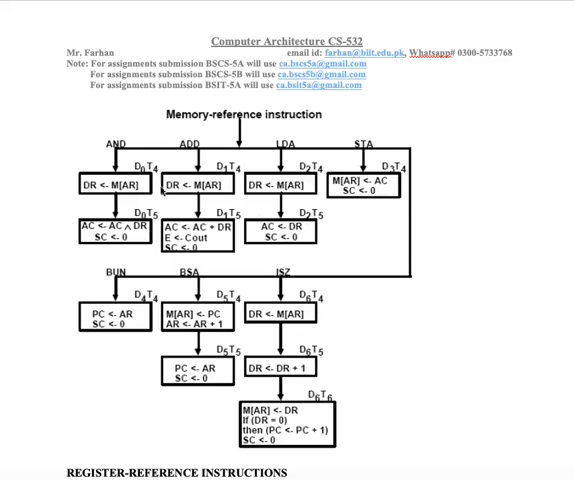 Computer Architecture CS-532
Mr. Farhan email id: farhan@biit.edu.pk, Whatsapp# 0300-5733768
Note: For assignments submission BSCS-5A will use ca.bscs5a@gmail.com
For assignments submission BSCS-5B will use ca.bscs5b@gmail.com
For assignments submission BSIT-5A will use ca.bsit5a@gmail.com
Memory-reference instruction
AND ADD LDA STA
D0T4 D1T4 D2T4 D3T4
DR <- M[AR] DR <- M[AR] DR <- M[AR] M[AR] <- AC
SC <- 0
D0T5 D1T5 D2T5
AC <- AC ∧ DR AC <- AC + DR AC <- DR
SC <- 0 E <- Cout SC <- 0
SC <- 0
BUN BSA ISZ
D4T4 D5T4 D6T4
PC <- AR M[AR] <- PC DR <- M[AR]
SC <- 0 AR <- AR + 1
D5T5 D6T5
PC <- AR DR <- DR + 1
SC <- 0
D6T6
M[AR] <- DR
If (DR = 0)
then (PC <- PC + 1)
SC <- 0
REGISTER-REFERENCE INSTRUCTIONS